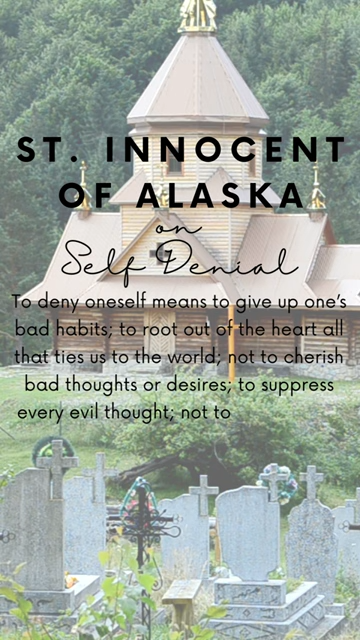 ST. INNOCENT
OF ALASKA
on
Self Denial
To deny oneself means to give up one's
bad habits; to root out of the heart all
that ties us to the world; not to cherish
bad thoughts or desires; to suppress
every evil thought; not to